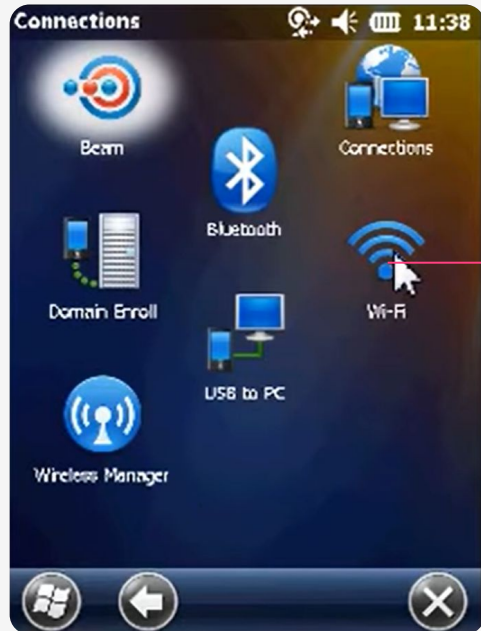 Connections
11:38
Beam
Connections
Bluetooth
Domain Enroll
Wi-Fi
USB to PC
Wireless Manager